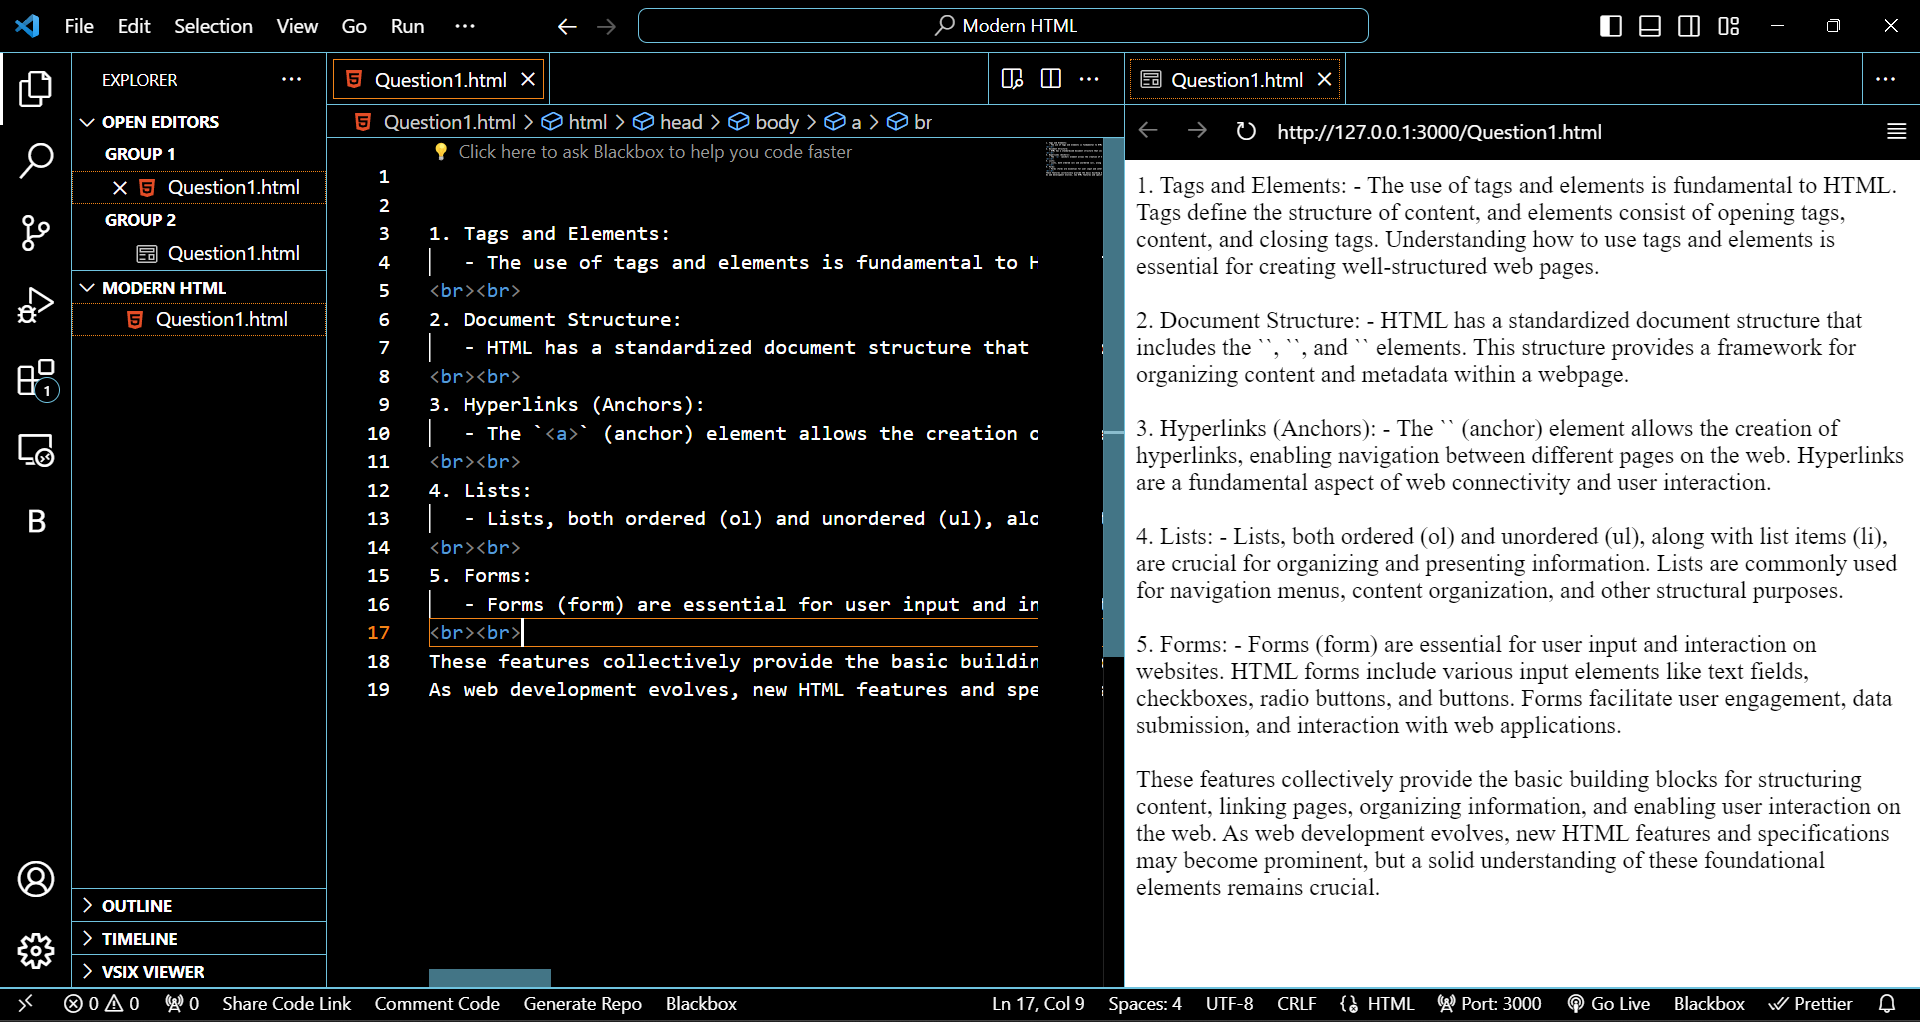 File Edit Selection View Go Run ···
Modern HTML
EXPLORER
OPEN EDITORS
GROUP 1
Question1.html
GROUP 2
Question1.html
MODERN HTML
Question1.html
OUTLINE
TIMELINE
VSIX VIEWER
1
B
Question1.html
Question1.html > html > head > body > a > br
Click here to ask Blackbox to help you code faster
1
2
3 1. Tags and Elements:
4 - The use of tags and elements is fundamental to H
5 <br><br>
6 2. Document Structure:
7 - HTML has a standardized document structure that
8 <br><br>
9 3. Hyperlinks (Anchors):
10 - The `<a>` (anchor) element allows the creation o
11 <br><br>
12 4. Lists:
13 - Lists, both ordered (ol) and unordered (ul), alo
14 <br><br>
15 5. Forms:
16 - Forms (form) are essential for user input and in
17 <br><br>
18 These features collectively provide the basic buildin
19 As web development evolves, new HTML features and spe
Question1.html
http://127.0.0.1:3000/Question1.html
1. Tags and Elements: - The use of tags and elements is fundamental to HTML.
Tags define the structure of content, and elements consist of opening tags,
content, and closing tags. Understanding how to use tags and elements is
essential for creating well-structured web pages.
2. Document Structure: - HTML has a standardized document structure that
includes the ``, ``, and `` elements. This structure provides a framework for
organizing content and metadata within a webpage.
3. Hyperlinks (Anchors): - The `` (anchor) element allows the creation of
hyperlinks, enabling navigation between different pages on the web. Hyperlinks
are a fundamental aspect of web connectivity and user interaction.
4. Lists: - Lists, both ordered (ol) and unordered (ul), along with list items (li),
are crucial for organizing and presenting information. Lists are commonly used
for navigation menus, content organization, and other structural purposes.
5. Forms: - Forms (form) are essential for user input and interaction on
websites. HTML forms include various input elements like text fields,
checkboxes, radio buttons, and buttons. Forms facilitate user engagement, data
submission, and interaction with web applications.
These features collectively provide the basic building blocks for structuring
content, linking pages, organizing information, and enabling user interaction on
the web. As web development evolves, new HTML features and specifications
may become prominent, but a solid understanding of these foundational
elements remains crucial.
0 0 0 Share Code Link Comment Code Generate Repo Blackbox Ln 17, Col 9 Spaces: 4 UTF-8 CRLF HTML Port: 3000 Go Live Blackbox Prettier